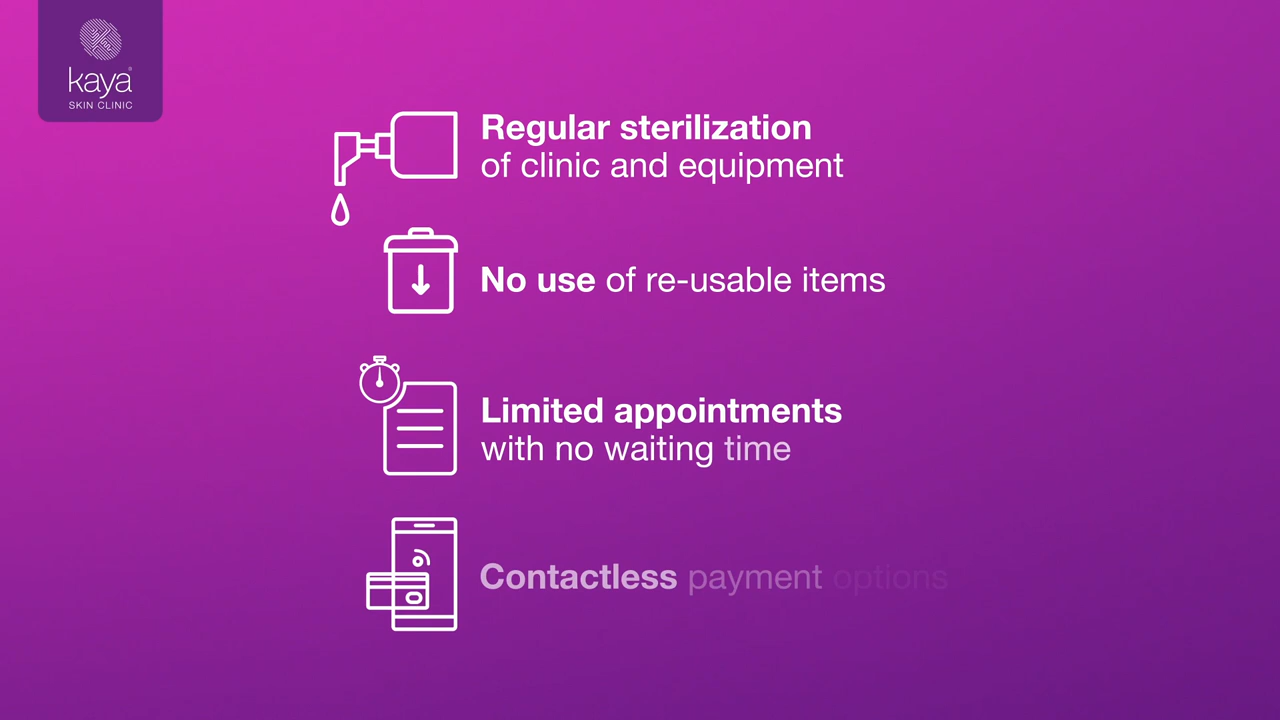 kaya
SKIN CLINIC
Regular sterilization
of clinic and equipment
No use of re-usable items
Limited appointments
with no waiting time
Contactless payment options